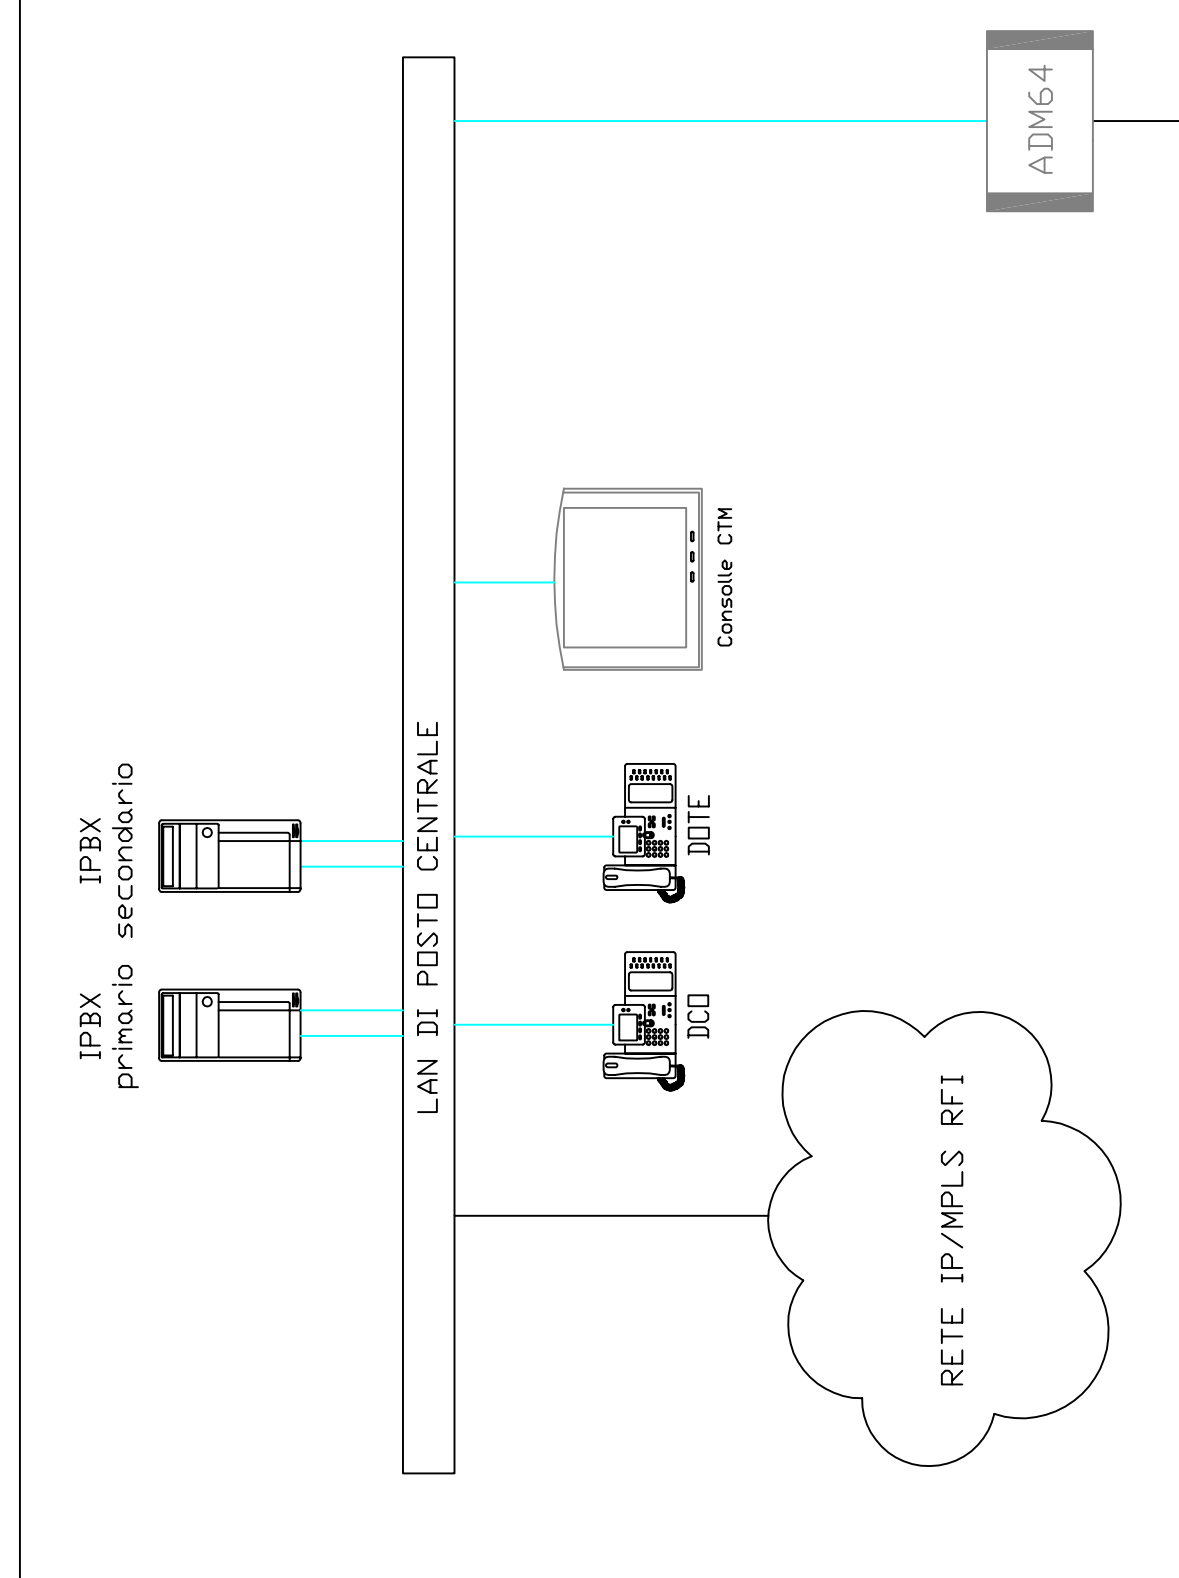 IPBX
primario
IPBX
secondario
LAN DI POSTO CENTRALE
DCO
DOTE
Consolle CTM
ADM64
RETE IP/MPLS RFI